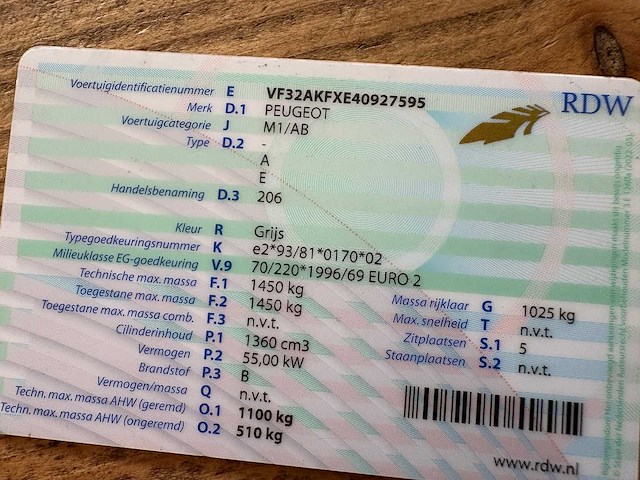 Voertuigidentificatienummer E VF32AKFXE40927595
RDW
Merk D.1 PEUGEOT
Voertuigcategorie J M1/AB
Type D.2 -
A
E
Handelsbenaming D.3 206
Kleur R Grijs
Typegoedkeuringsnummer K e2*93/81*0170*02
Milieuklasse EG-goedkeuring V.9 70/220*1996/69 EURO 2
Technische max. massa F.1 1450 kg
Massa rijklaar G 1025 kg
Toegestane max. massa F.2 1450 kg
Max. snelheid T n.v.t.
Toegestane max. massa comb. F.3 n.v.t.
Zitplaatsen S.1 5
Cilinderinhoud P.1 1360 cm3
Staanplaatsen S.2 n.v.t.
Vermogen P.2 55,00 kW
Brandstof P.3 B
Vermogen/massa Q n.v.t.
Techn. max. massa AHW (geremd) O.1 1100 kg
Techn. max. massa AHW (ongeremd) O.2 510 kg
www.rdw.nl